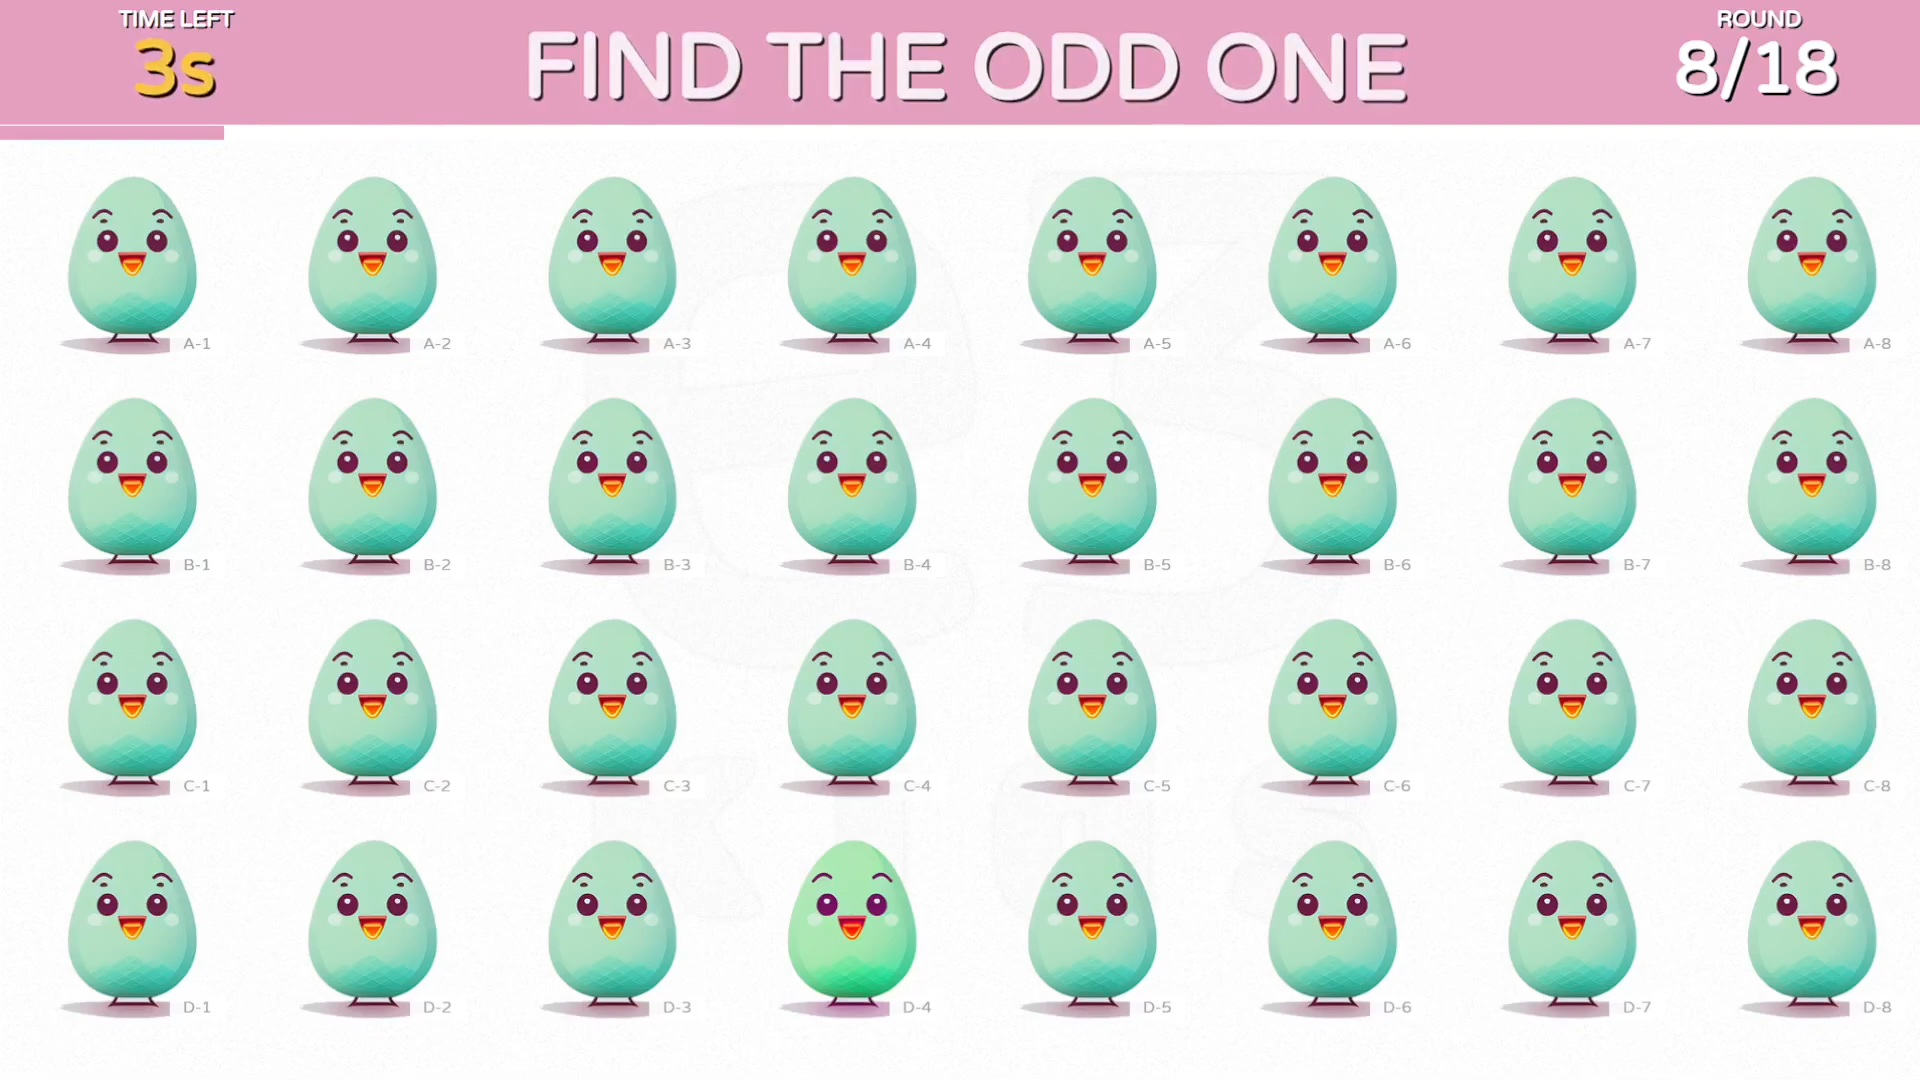 TIME LEFT
3s
FIND THE ODD ONE
ROUND
8/18
A-1 A-2 A-3 A-4 A-5 A-6 A-7 A-8
B-1 B-2 B-3 B-4 B-5 B-6 B-7 B-8
C-1 C-2 C-3 C-4 C-5 C-6 C-7 C-8
D-1 D-2 D-3 D-4 D-5 D-6 D-7 D-8